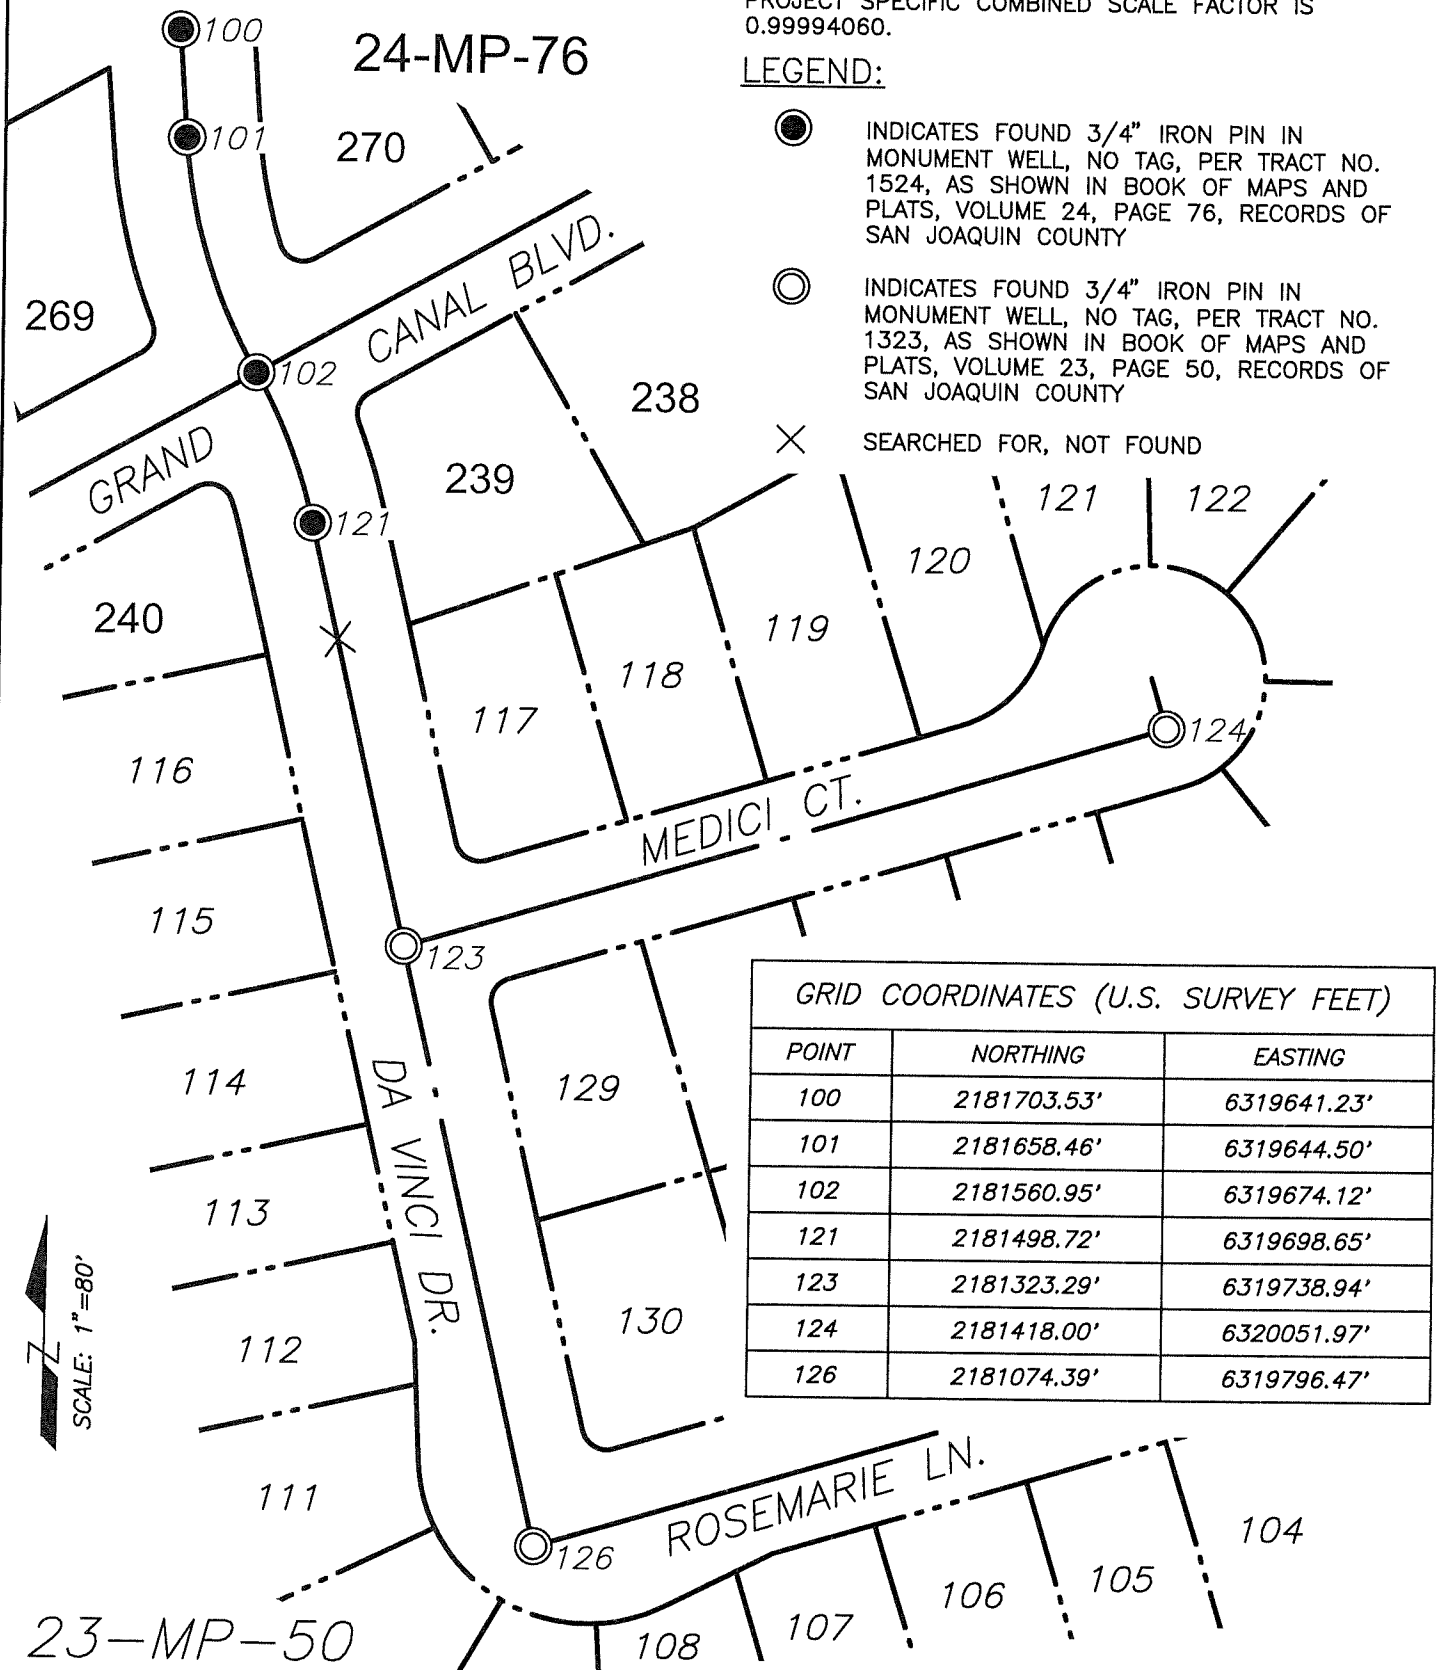 PROJECT SPECIFIC COMBINED SCALE FACTOR IS
0.99994060.
LEGEND:
INDICATES FOUND 3/4" IRON PIN IN
MONUMENT WELL, NO TAG, PER TRACT NO.
1524, AS SHOWN IN BOOK OF MAPS AND
PLATS, VOLUME 24, PAGE 76, RECORDS OF
SAN JOAQUIN COUNTY
INDICATES FOUND 3/4" IRON PIN IN
MONUMENT WELL, NO TAG, PER TRACT NO.
1323, AS SHOWN IN BOOK OF MAPS AND
PLATS, VOLUME 23, PAGE 50, RECORDS OF
SAN JOAQUIN COUNTY
SEARCHED FOR, NOT FOUND
100
24-MP-76
101
270
269
102
GRAND CANAL BLVD.
238
239
121
240
121
122
120
119
118
117
116
124
MEDICI CT.
115
123
114
129
DA VINCI DR.
113
130
112
111
126
ROSEMARIE LN.
104
105
106
107
108
23-MP-50
Z
SCALE: 1"=80'
GRID COORDINATES (U.S. SURVEY FEET)
POINT NORTHING EASTING
100 2181703.53' 6319641.23'
101 2181658.46' 6319644.50'
102 2181560.95' 6319674.12'
121 2181498.72' 6319698.65'
123 2181323.29' 6319738.94'
124 2181418.00' 6320051.97'
126 2181074.39' 6319796.47'